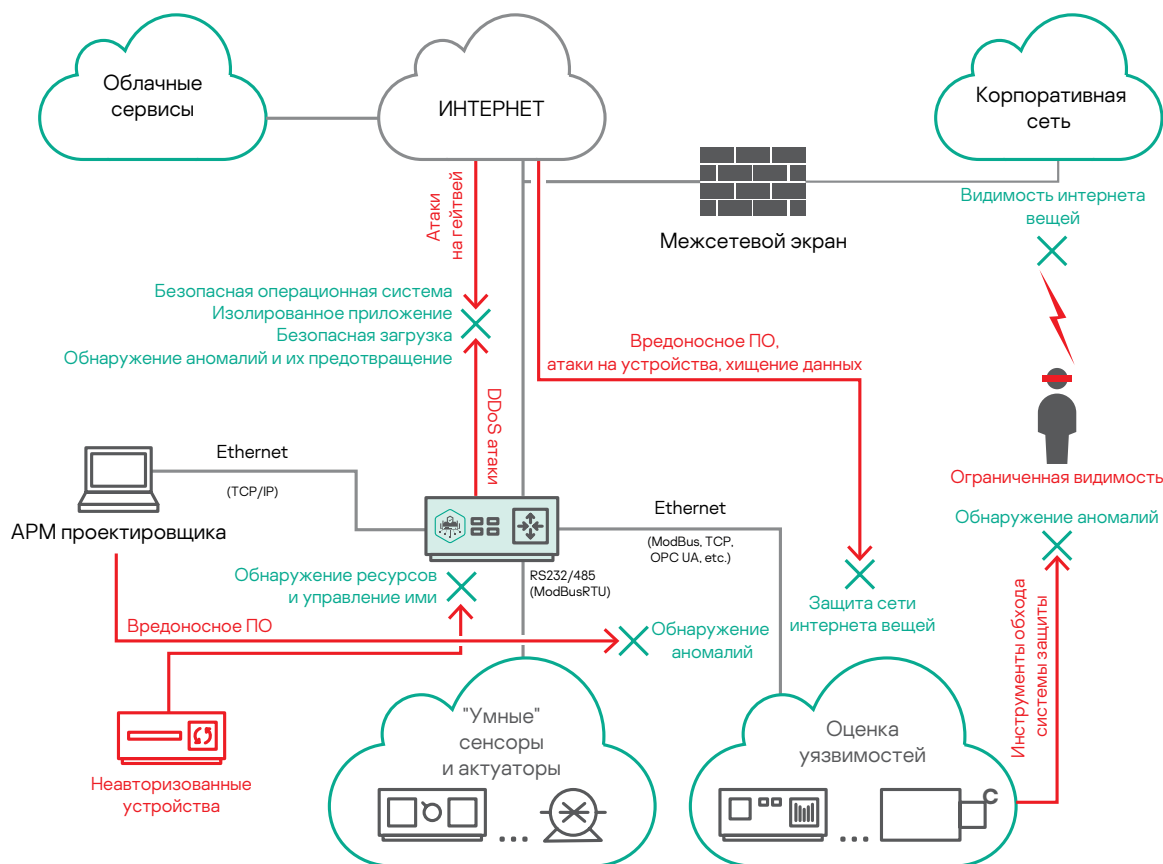 Облачные
сервисы
ИНТЕРНЕТ
Корпоративная
сеть
Межсетевой экран
Видимость интернета
вещей
Атаки
на гейтвей
Безопасная операционная система
Изолированное приложение
Безопасная загрузка
Обнаружение аномалий и их предотвращение
Вредоносное ПО,
атаки на устройства, хищение данных
DDoS атаки
Ethernet
(TCP/IP)
АРМ проектировщика
Ограниченная видимость
Обнаружение аномалий
Ethernet
(ModBus, TCP,
OPC UA, etc.)
RS232/485
(ModBusRTU)
Обнаружение ресурсов
и управление ими
Защита сети
интернета вещей
Вредоносное ПО
Обнаружение
аномалий
Инструменты обхода
системы защиты
Неавторизованные
устройства
"Умные"
сенсоры
и актуаторы
...
Оценка
уязвимостей
...
C